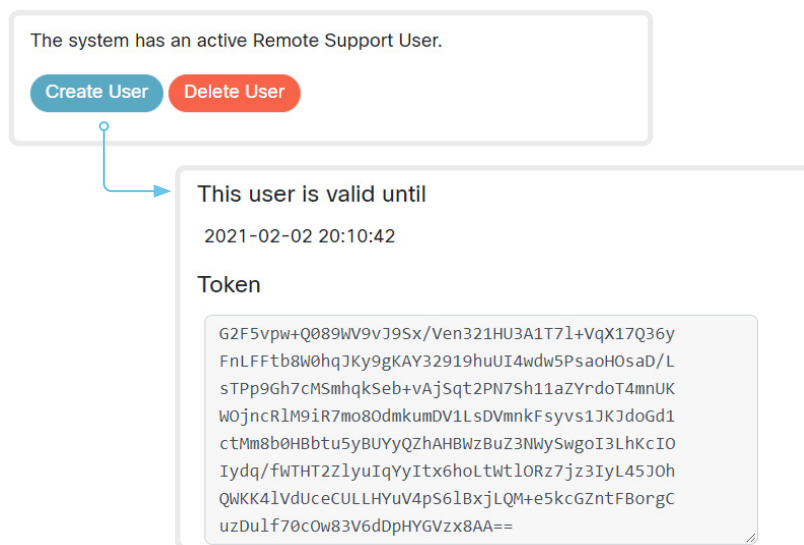 The system has an active Remote Support User.
Create User Delete User
This user is valid until
2021-02-02 20:10:42
Token
G2F5vpw+Q089WV9vJ9Sx/Ven321HU3A1T7l+VqX17Q36y
FnLFFtb8W0hqJKy9gKAY32919huUI4wdw5PsaoHOsaD/L
sTPp9Gh7cMSmhqkSeb+vAjSqt2PN7Sh11aZYrdoT4mnUK
WOjncRlM9iR7mo8OdmkumDV1LsDVmnkFsyvs1JKJdoGd1
ctMm8b0HBbtu5yBUYyQZhAHBWzBuZ3NWySwgoI3LhKcIO
Iydq/fWTHT2ZlyuIqYyItx6hoLtWtlORz7jz3IyL45JOh
QWKK4lVdUceCULLHYuV4pS6lBxjLQM+e5kcGZntFBorgC
uzDulf70cOw83V6dDpHYGVzx8AA==